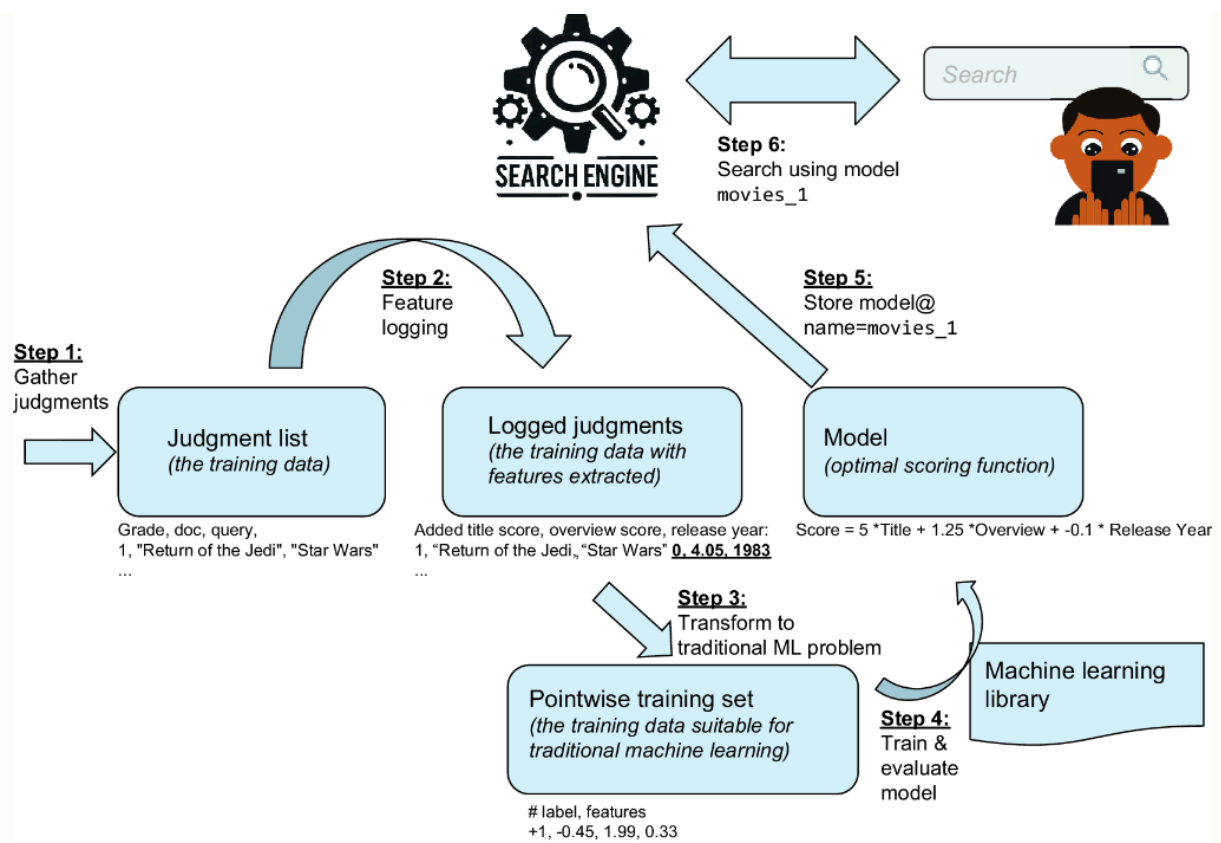 SEARCH ENGINE
Search
Step 6:
Search using model
movies_1
Step 2:
Feature
logging
Step 5:
Store model@
name=movies_1
Step 1:
Gather
judgments
Judgment list
(the training data)
Grade, doc, query,
1, "Return of the Jedi", "Star Wars"
...
Logged judgments
(the training data with
features extracted)
Added title score, overview score, release year:
1, “Return of the Jedi,, “Star Wars” 0, 4.05, 1983
...
Model
(optimal scoring function)
Score = 5 *Title + 1.25 *Overview + -0.1 * Release Year
Step 3:
Transform to
traditional ML problem
Pointwise training set
(the training data suitable for
traditional machine learning)
# label, features
+1, -0.45, 1.99, 0.33
Step 4:
Train &
evaluate
model
Machine learning
library